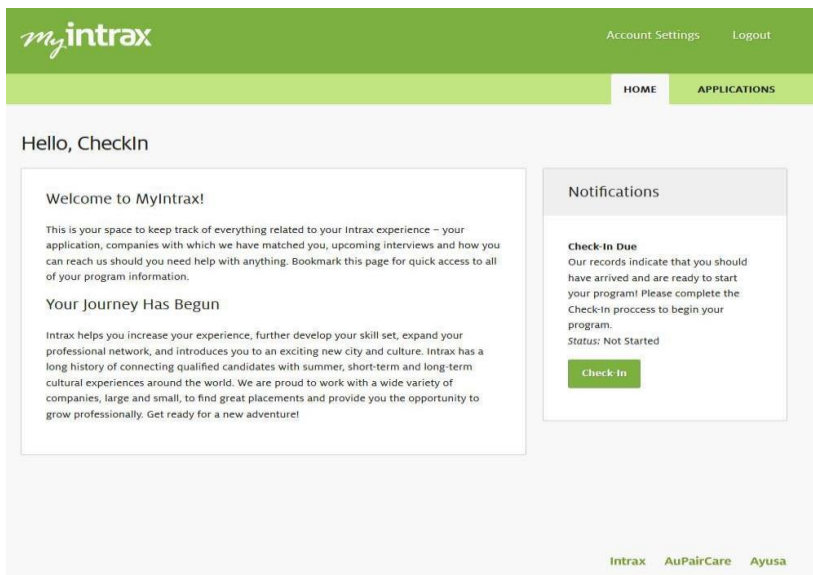 myintrax
Account Settings Logout
HOME APPLICATIONS
Hello, CheckIn
Welcome to MyIntrax!
This is your space to keep track of everything related to your Intrax experience – your
application, companies with which we have matched you, upcoming interviews and how you
can reach us should you need help with anything. Bookmark this page for quick access to all
of your program information.
Your Journey Has Begun
Intrax helps you increase your experience, further develop your skill set, expand your
professional network, and introduces you to an exciting new city and culture. Intrax has a
long history of connecting qualified candidates with summer, short-term and long-term
cultural experiences around the world. We are proud to work with a wide variety of
companies, large and small, to find great placements and provide you the opportunity to
grow professionally. Get ready for a new adventure!
Notifications
Check-In Due
Our records indicate that you should
have arrived and are ready to start
your program! Please complete the
Check-In proccess to begin your
program.
Status: Not Started
Check-In
Intrax AuPairCare Ayusa